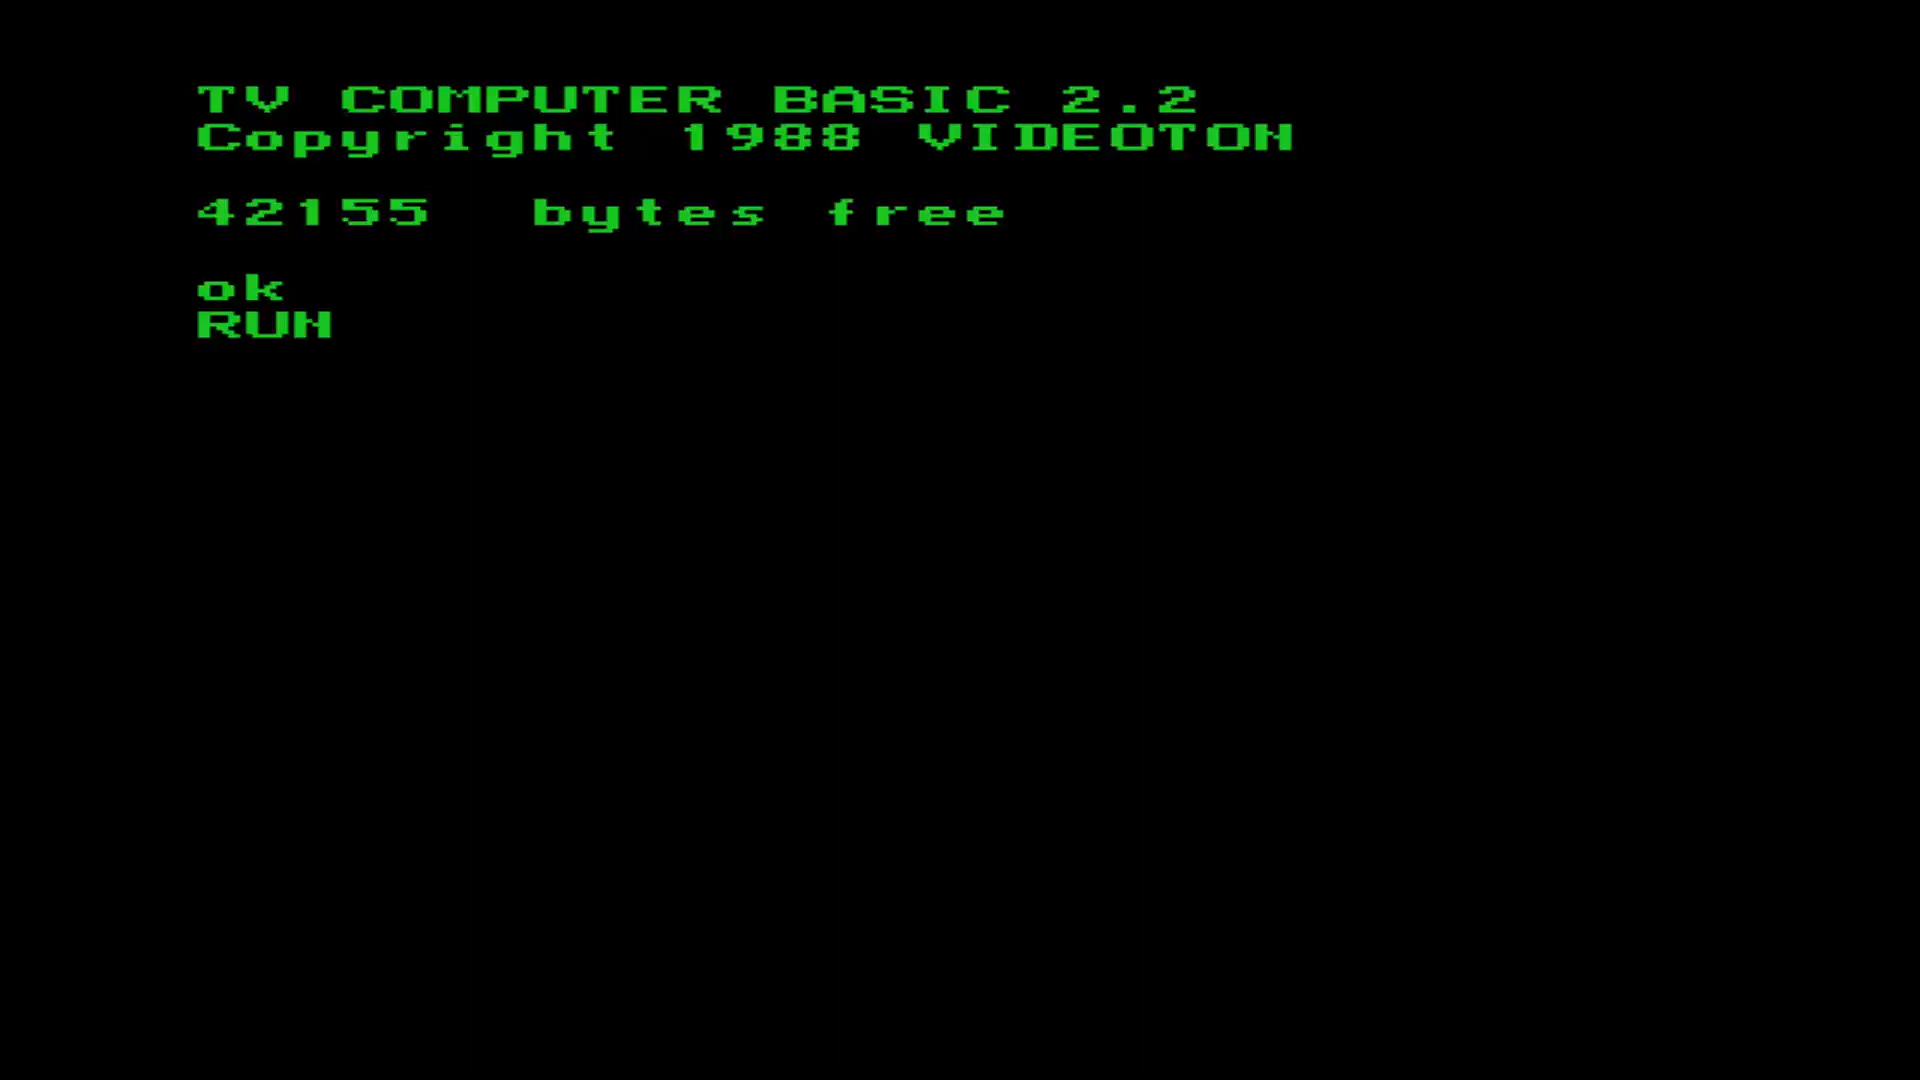 TV COMPUTER BASIC 2.2
Copyright 1988 VIDEOTON
42155  bytes free
ok
RUN